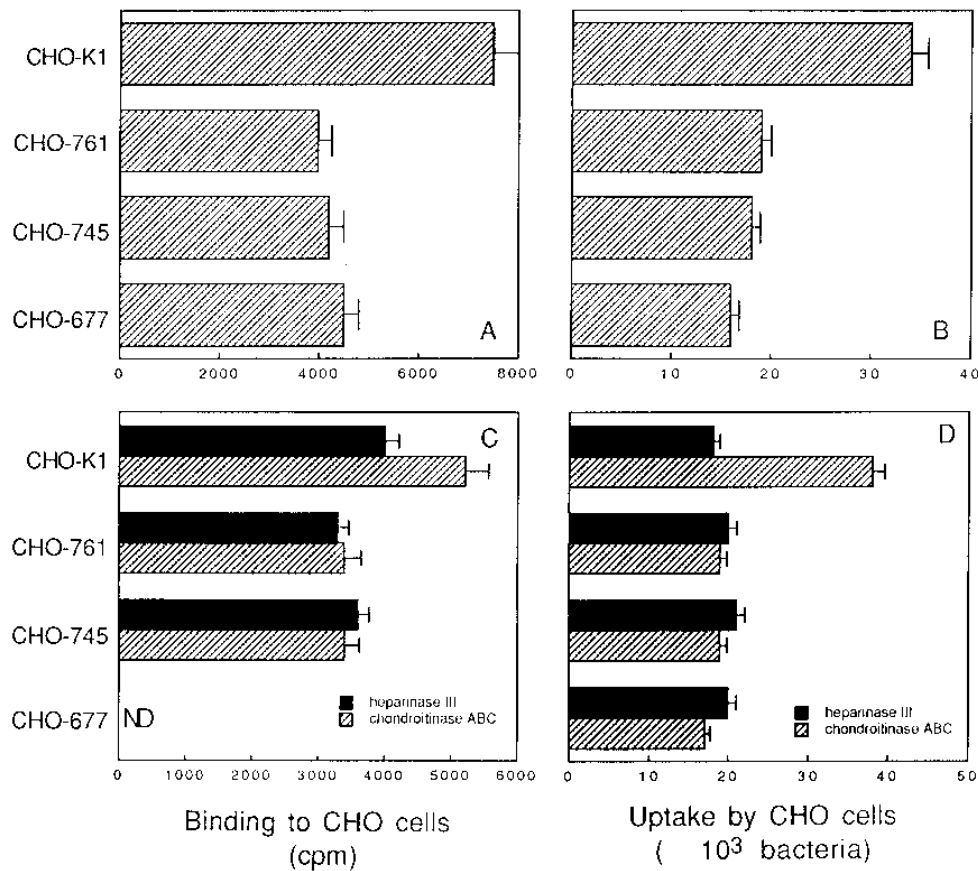 CHO-K1
CHO-761
CHO-745
CHO-677
A
0 2000 4000 6000 8000
B
0 10 20 30 40
CHO-K1
CHO-761
CHO-745
CHO-677
C
ND
heparinase III
chondroitinase ABC
0 1000 2000 3000 4000 5000 6000
Binding to CHO cells
(cpm)
D
heparinase III
chondroitinase ABC
0 10 20 30 40 50
Uptake by CHO cells
( 10³ bacteria)